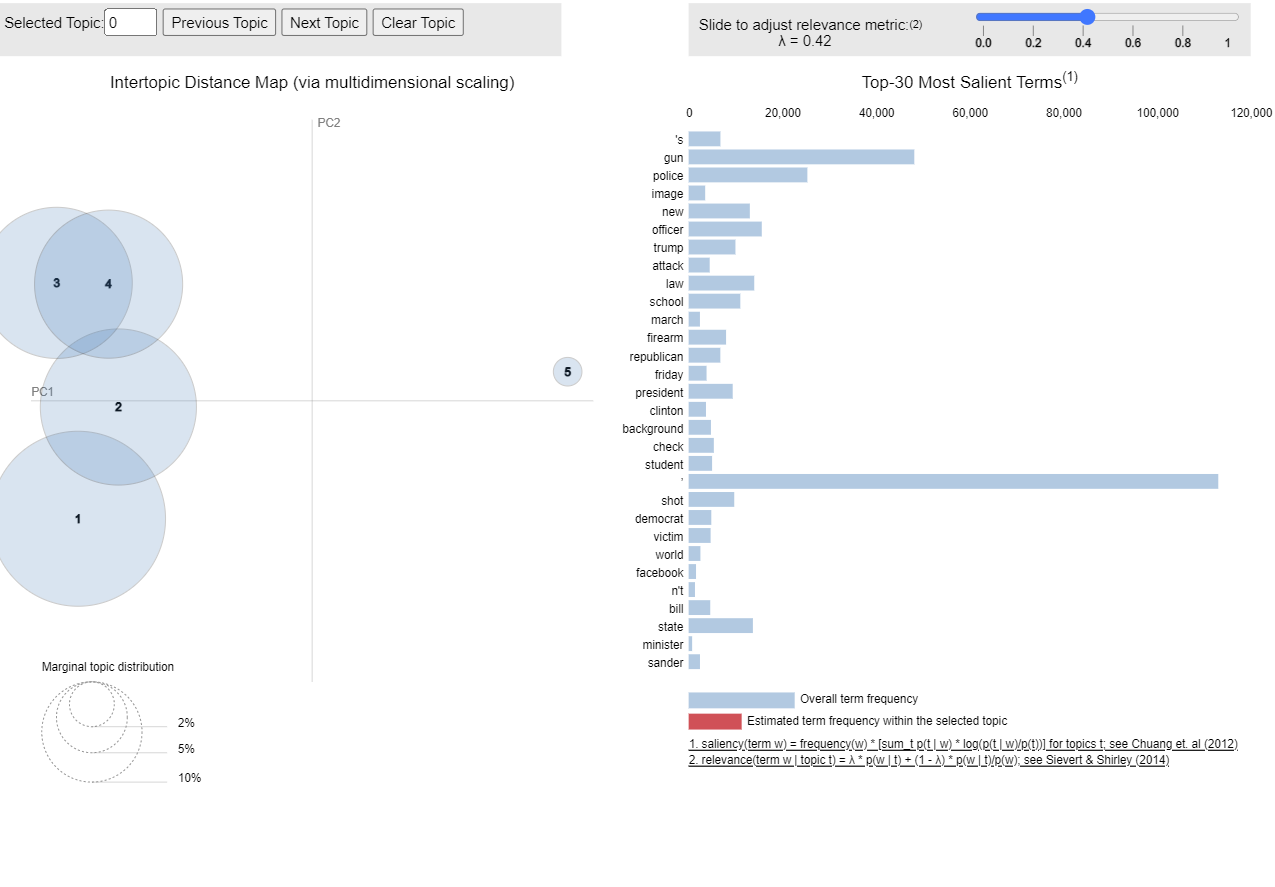 Selected Topic: 0 Previous Topic Next Topic Clear Topic
Slide to adjust relevance metric:(2)
λ = 0.42
0.0 0.2 0.4 0.6 0.8 1
Intertopic Distance Map (via multidimensional scaling)
PC2
PC1
3
4
5
2
1
Marginal topic distribution
2%
5%
10%
Top-30 Most Salient Terms(1)
0 20,000 40,000 60,000 80,000 100,000 120,000
's
gun
police
image
new
officer
trump
attack
law
school
march
firearm
republican
friday
president
clinton
background
check
student
'
shot
democrat
victim
world
facebook
n't
bill
state
minister
sander
Overall term frequency
Estimated term frequency within the selected topic
1. saliency(term w) = frequency(w) * [sum_t p(t | w) * log(p(t | w)/p(t))] for topics t; see Chuang et. al (2012)
2. relevance(term w | topic t) = λ * p(w | t) + (1 - λ) * p(w | t)/p(w); see Sievert & Shirley (2014)